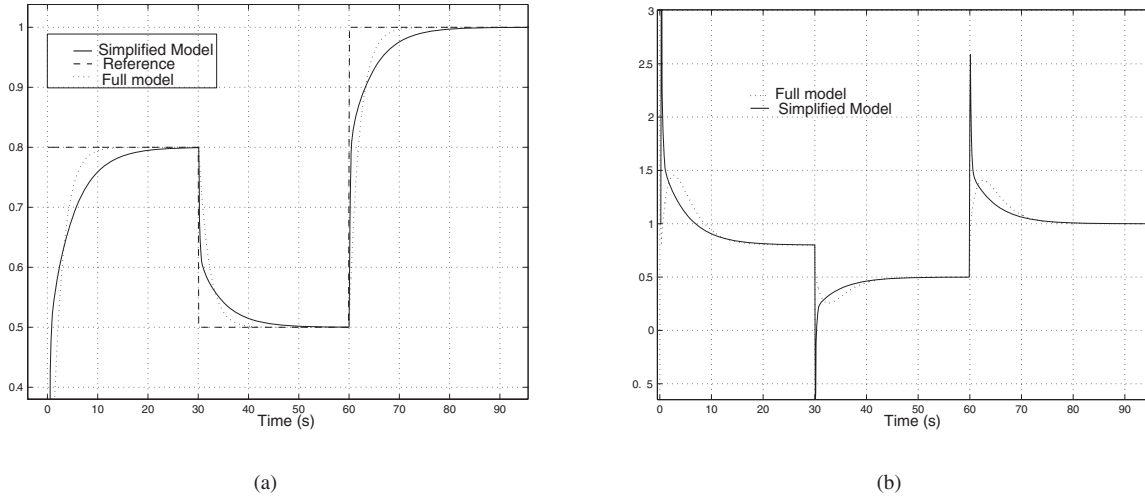 1
0.9
0.8
0.7
0.6
0.5
0.4
0 10 20 30 40 50 60 70 80 90
Time (s)
Simplified Model
Reference
Full model
(a)
3
2.5
2
1.5
1
0.5
0
0. 5
0 10 20 30 40 50 60 70 80 90
Time (s)
Full model
Simplified Model
(b)